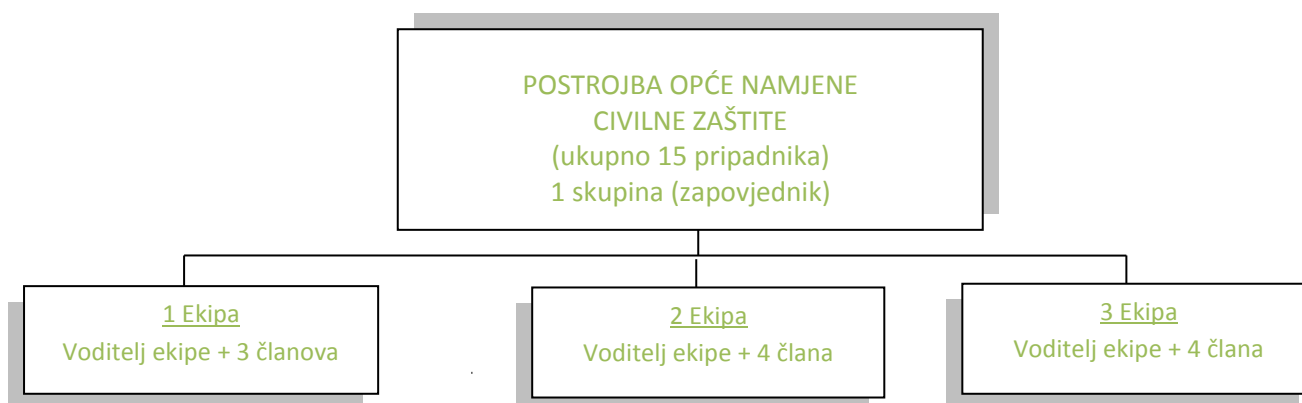 POSTROJBA OPĆE NAMJENE
CIVILNE ZAŠTITE
(ukupno 15 pripadnika)
1 skupina (zapovjednik)
1 Ekipa
Voditelj ekipe + 3 članova
2 Ekipa
Voditelj ekipe + 4 člana
3 Ekipa
Voditelj ekipe + 4 člana